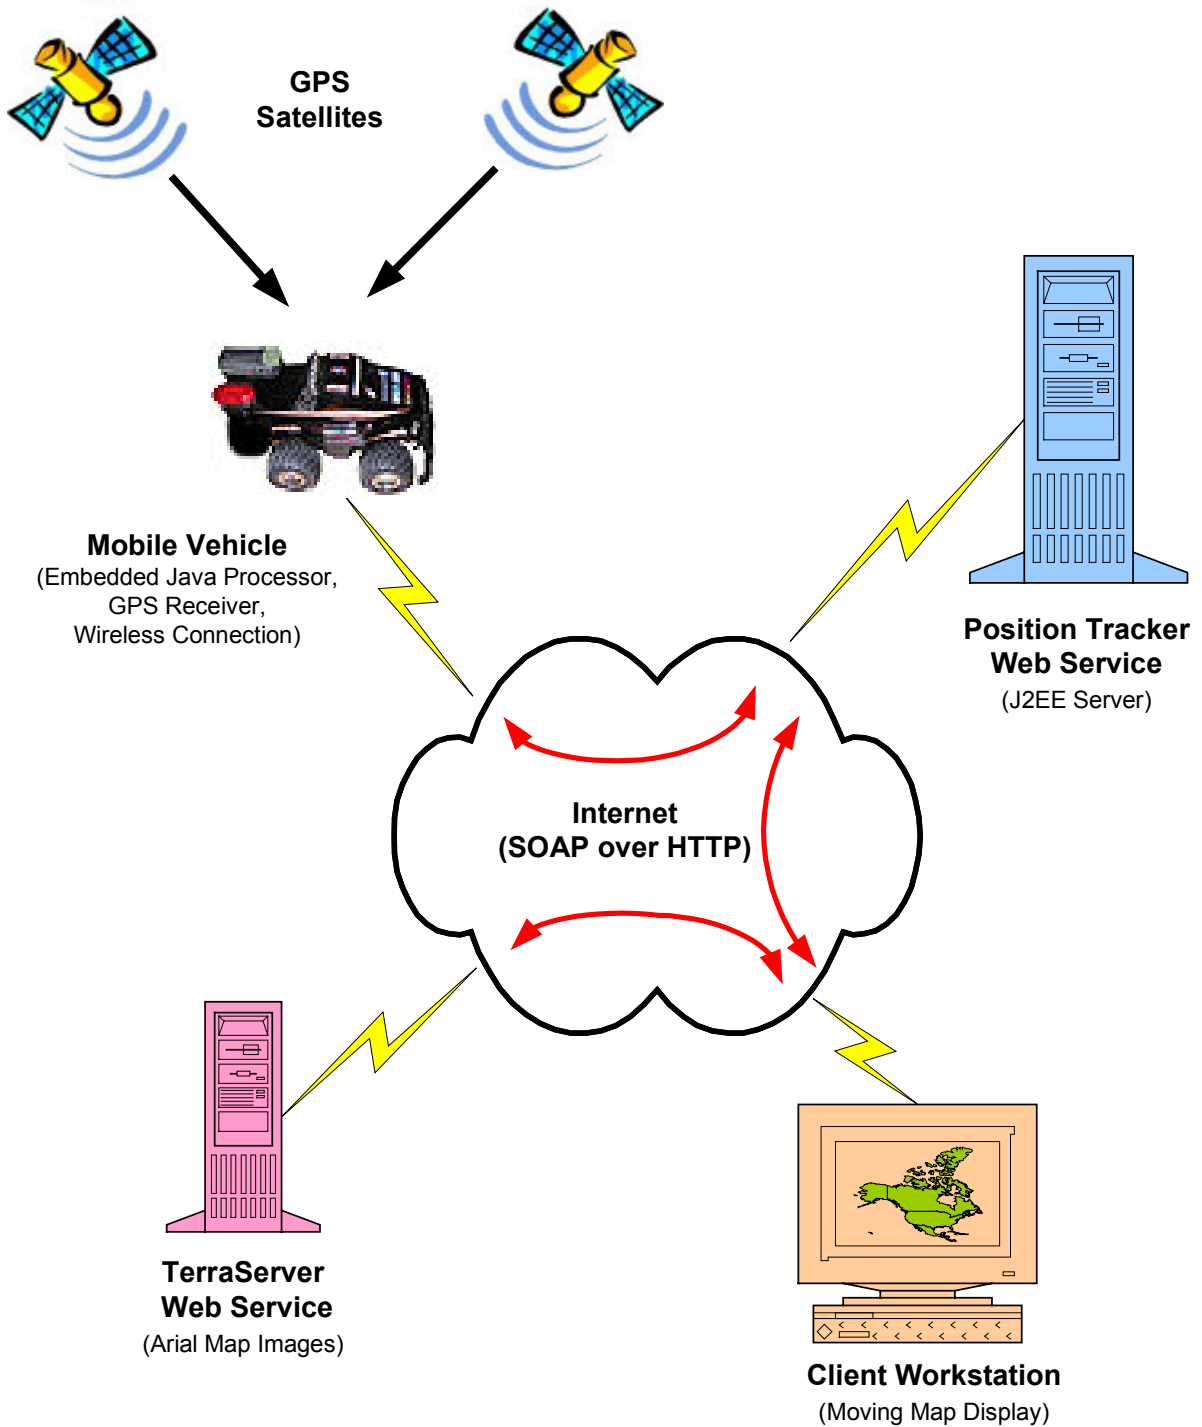 GPS
Satellites
Mobile Vehicle
(Embedded Java Processor,
GPS Receiver,
Wireless Connection)
Position Tracker
Web Service
(J2EE Server)
Internet
(SOAP over HTTP)
TerraServer
Web Service
(Arial Map Images)
Client Workstation
(Moving Map Display)